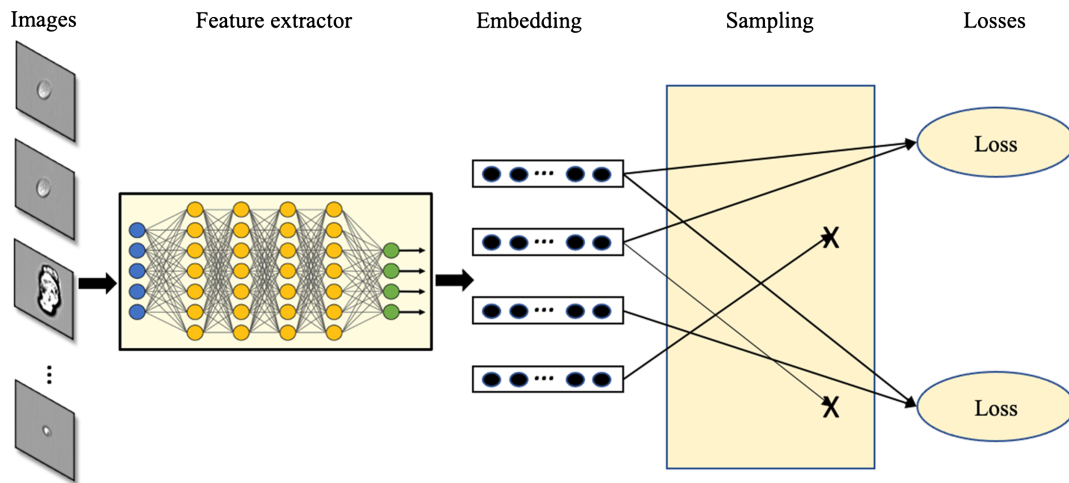 Images
Feature extractor
Embedding
Sampling
Losses
Loss
X
X
Loss